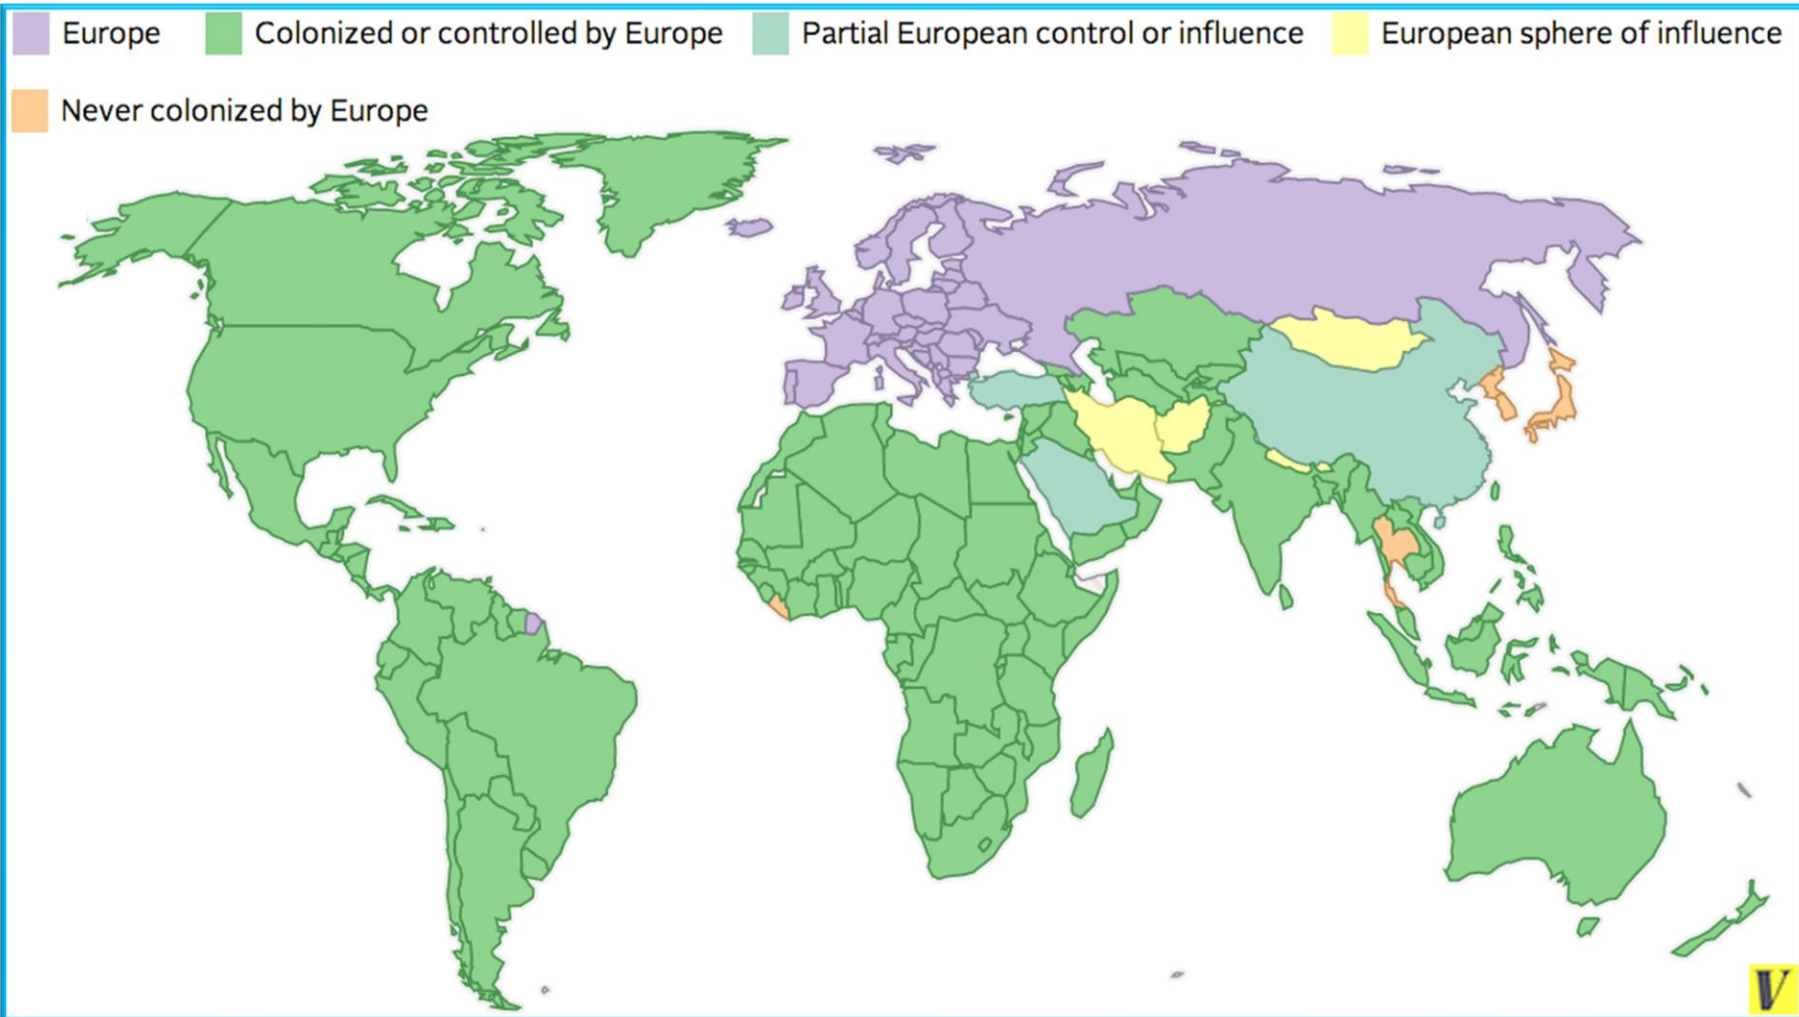 Europe Colonized or controlled by Europe Partial European control or influence European sphere of influence
Never colonized by Europe
V